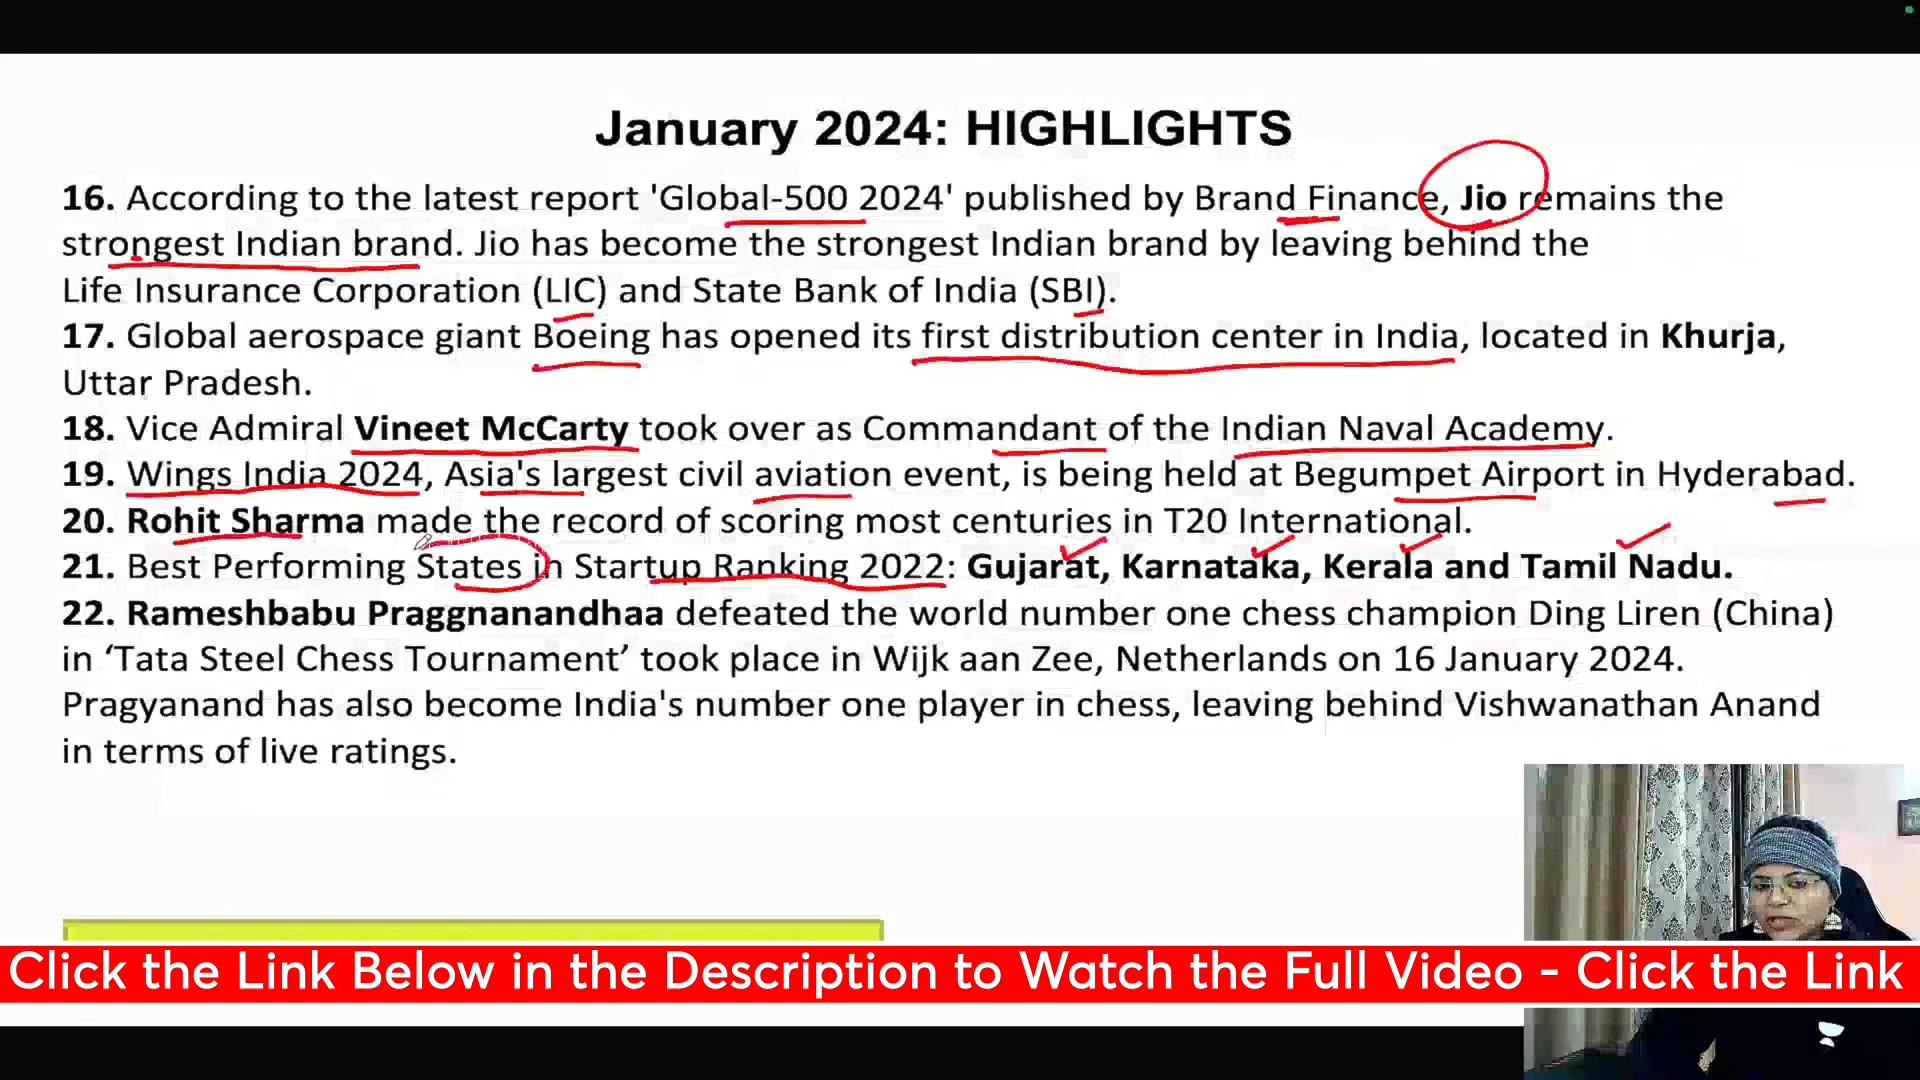 January 2024: HIGHLIGHTS
16. According to the latest report 'Global-500 2024' published by Brand Finance, Jio remains the
strongest Indian brand. Jio has become the strongest Indian brand by leaving behind the
Life Insurance Corporation (LIC) and State Bank of India (SBI).
17. Global aerospace giant Boeing has opened its first distribution center in India, located in Khurja,
Uttar Pradesh.
18. Vice Admiral Vineet McCarty took over as Commandant of the Indian Naval Academy.
19. Wings India 2024, Asia's largest civil aviation event, is being held at Begumpet Airport in Hyderabad.
20. Rohit Sharma made the record of scoring most centuries in T20 International.
21. Best Performing States in Startup Ranking 2022: Gujarat, Karnataka, Kerala and Tamil Nadu.
22. Rameshbabu Praggnanandhaa defeated the world number one chess champion Ding Liren (China)
in ‘Tata Steel Chess Tournament’ took place in Wijk aan Zee, Netherlands on 16 January 2024.
Pragyanand has also become India's number one player in chess, leaving behind Vishwanathan Anand
in terms of live ratings.
Click the Link Below in the Description to Watch the Full Video - Click the Link